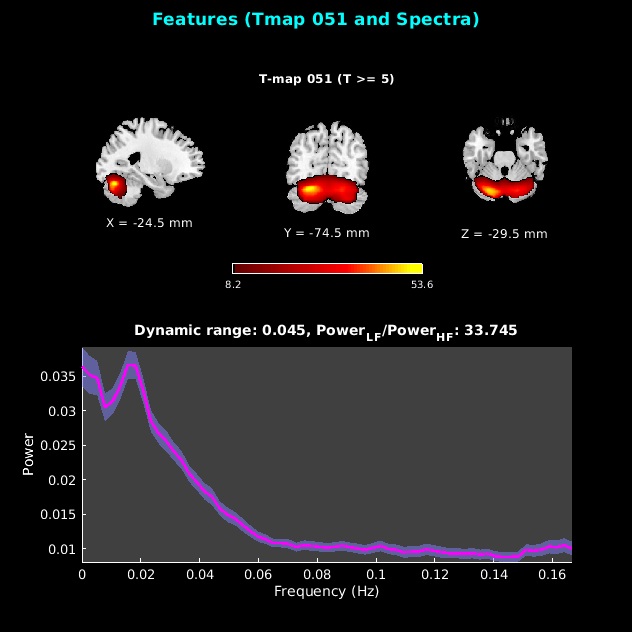 Features (Tmap 051 and Spectra)
T-map 051 (T >= 5)
X = -24.5 mm
Y = -74.5 mm
Z = -29.5 mm
8.2
53.6
Dynamic range: 0.045, Power_LF/Power_HF: 33.745
0.035
0.03
0.025
0.02
0.015
0.01
Power
0
0.02
0.04
0.06
0.08
0.1
0.12
0.14
0.16
Frequency (Hz)